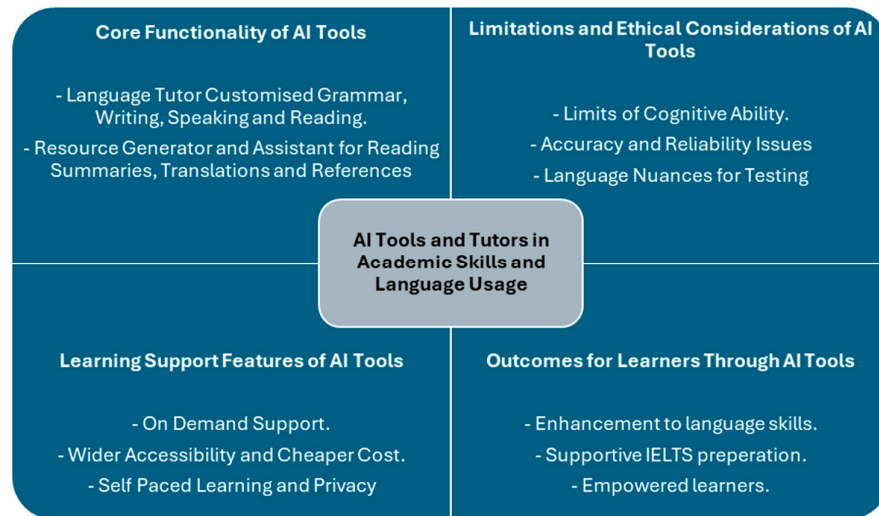 Core Functionality of AI Tools
- Language Tutor Customised Grammar,
Writing, Speaking and Reading.
- Resource Generator and Assistant for Reading
Summaries, Translations and References
Limitations and Ethical Considerations of AI
Tools
- Limits of Cognitive Ability.
- Accuracy and Reliability Issues
- Language Nuances for Testing
AI Tools and Tutors in
Academic Skills and
Language Usage
Learning Support Features of AI Tools
- On Demand Support.
- Wider Accessibility and Cheaper Cost.
- Self Paced Learning and Privacy
Outcomes for Learners Through AI Tools
- Enhancement to language skills.
- Supportive IELTS preparation.
- Empowered learners.